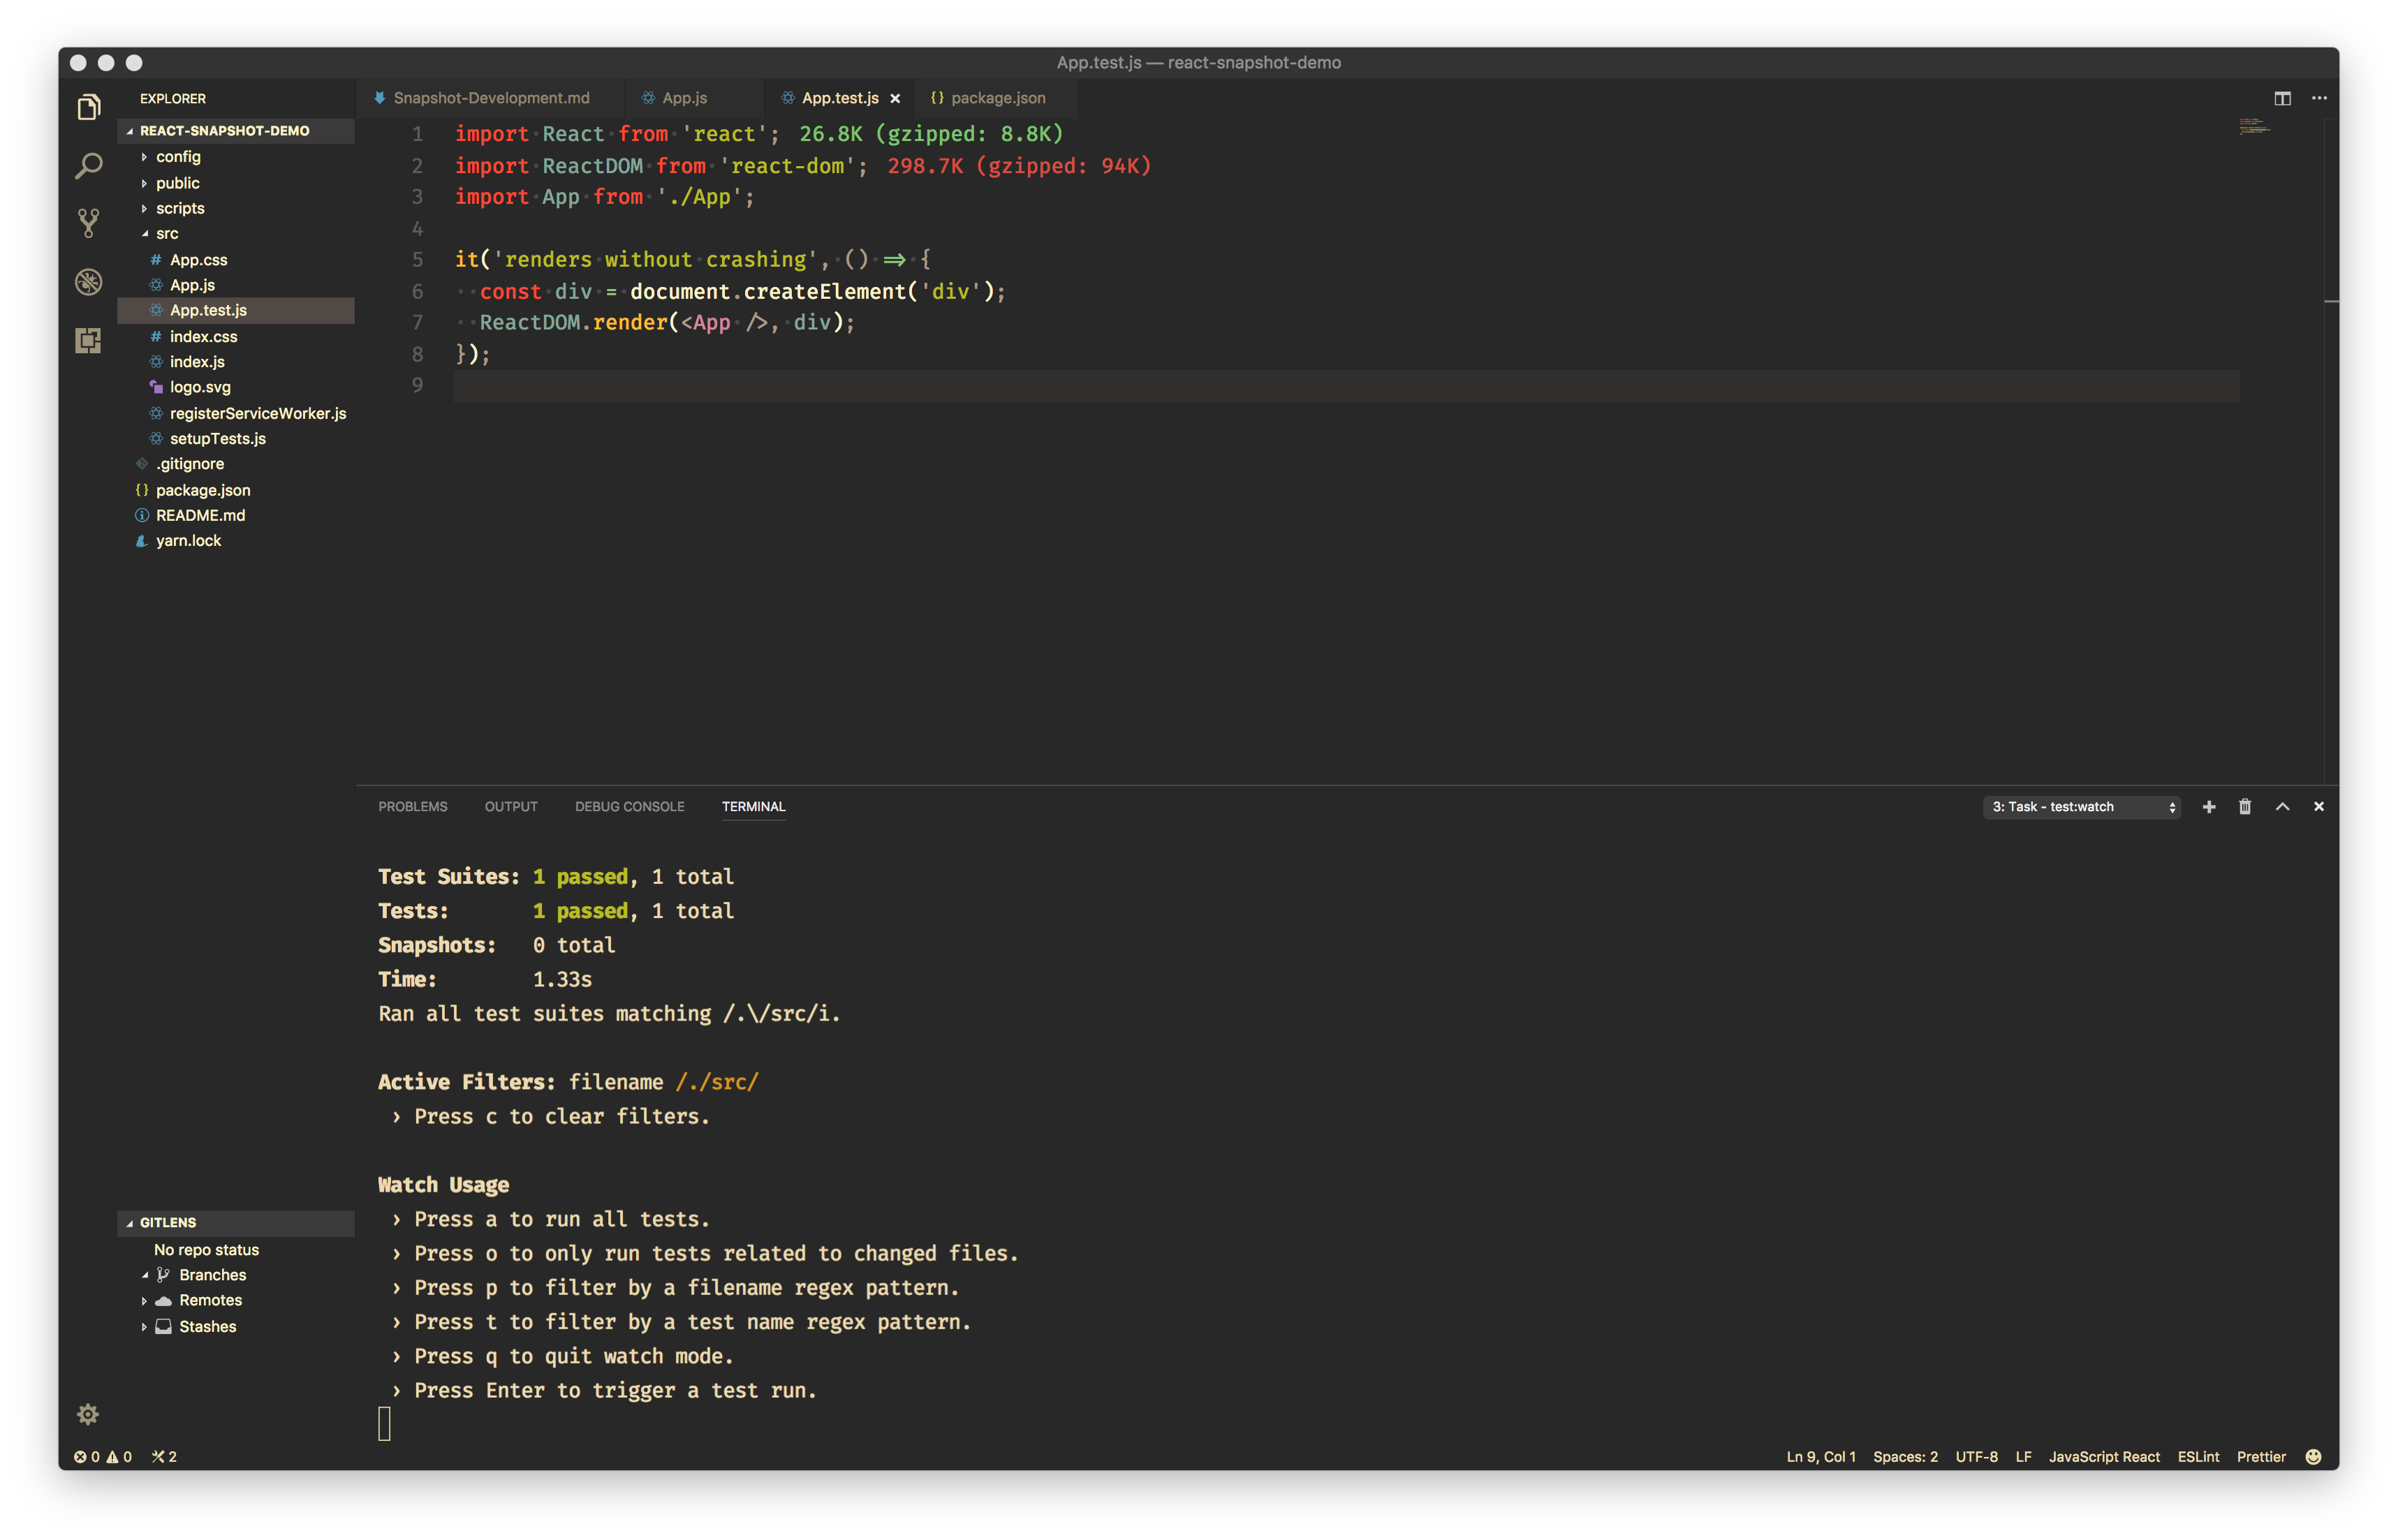 App.test.js — react-snapshot-demo
EXPLORER
REACT-SNAPSHOT-DEMO
config
public
scripts
src
# App.css
App.js
App.test.js
# index.css
index.js
logo.svg
registerServiceWorker.js
setupTests.js
.gitignore
{} package.json
README.md
yarn.lock
GITLENS
No repo status
Branches
Remotes
Stashes
Snapshot-Development.md App.js App.test.js × {} package.json
1 import React from 'react'; 26.8K (gzipped: 8.8K)
2 import ReactDOM from 'react-dom'; 298.7K (gzipped: 94K)
3 import App from './App';
4
5 it('renders without crashing', () => {
6 const div = document.createElement('div');
7 ReactDOM.render(<App />, div);
8 });
9
PROBLEMS OUTPUT DEBUG CONSOLE TERMINAL 3: Task - test:watch
Test Suites: 1 passed, 1 total
Tests: 1 passed, 1 total
Snapshots: 0 total
Time: 1.33s
Ran all test suites matching /.\/src/i.
Active Filters: filename /./src/
› Press c to clear filters.
Watch Usage
› Press a to run all tests.
› Press o to only run tests related to changed files.
› Press p to filter by a filename regex pattern.
› Press t to filter by a test name regex pattern.
› Press q to quit watch mode.
› Press Enter to trigger a test run.
0 0 2 Ln 9, Col 1 Spaces: 2 UTF-8 LF JavaScript React ESLint Prettier